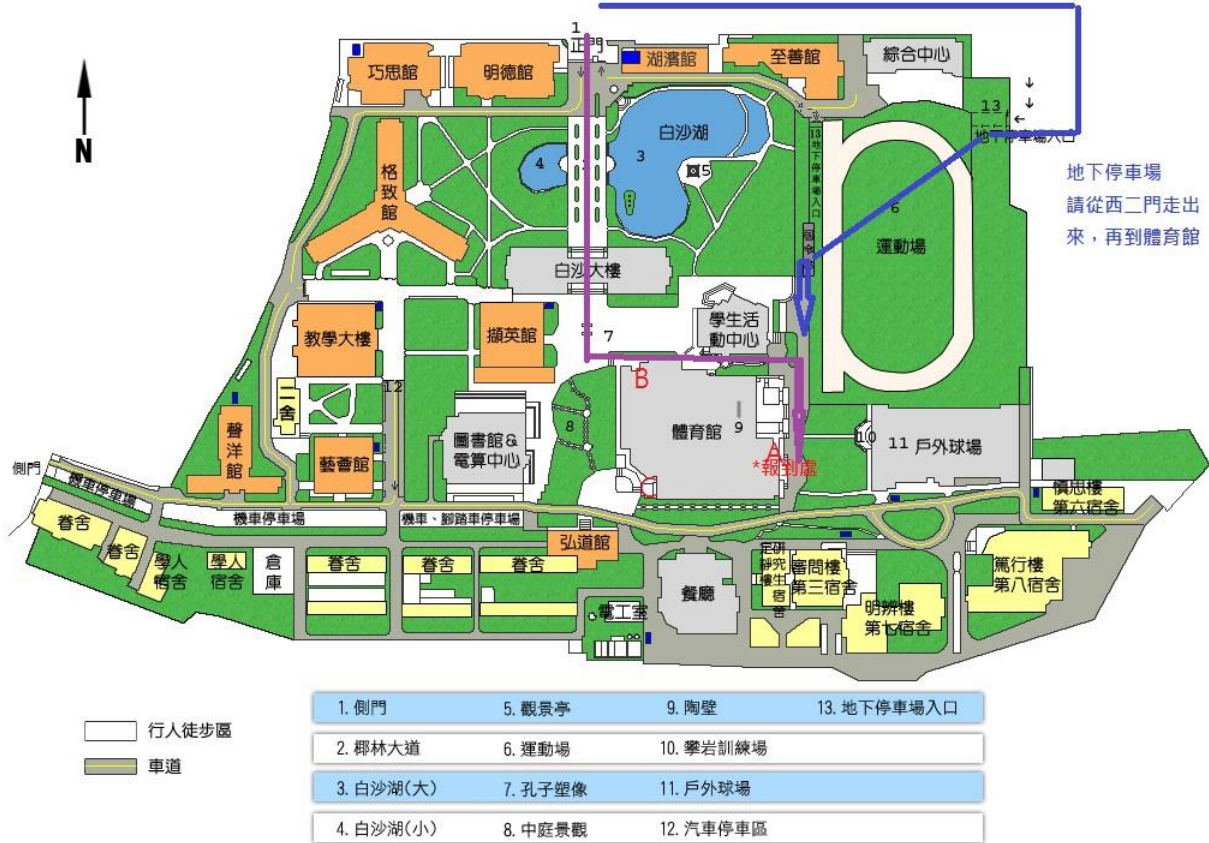 1
正門
巧思館
明德館
湖濱館
至善館
綜合中心
N
白沙湖
3
4
5
13
地下停車場入口
13地下停車場入口
地下停車場
請從西二門走出
來，再到體育館
格致館
6
運動場
司令台
白沙大樓
教學大樓
擷英館
7
學生活
動中心
12
二舍
B
體育館
9
8
圖書館&
電算中心
A
*報到處
C
10
11 戶外球場
聲洋館
藝薈館
側門
機車停車場
機車停車場
機車、腳踏車停車場
弘道館
慎思樓
第六宿舍
眷舍
眷舍
學人
宿舍
學人
宿舍
倉庫
眷舍
眷舍
眷舍
餐廳
電工室
研究生宿舍
定靜樓
審問樓
第三宿舍
明辨樓
第七宿舍
篤行樓
第八宿舍
行人徒步區
車道
1. 側門 5. 觀景亭 9. 陶壁 13. 地下停車場入口
2. 椰林大道 6. 運動場 10. 攀岩訓練場
3. 白沙湖(大) 7. 孔子塑像 11. 戶外球場
4. 白沙湖(小) 8. 中庭景觀 12. 汽車停車區